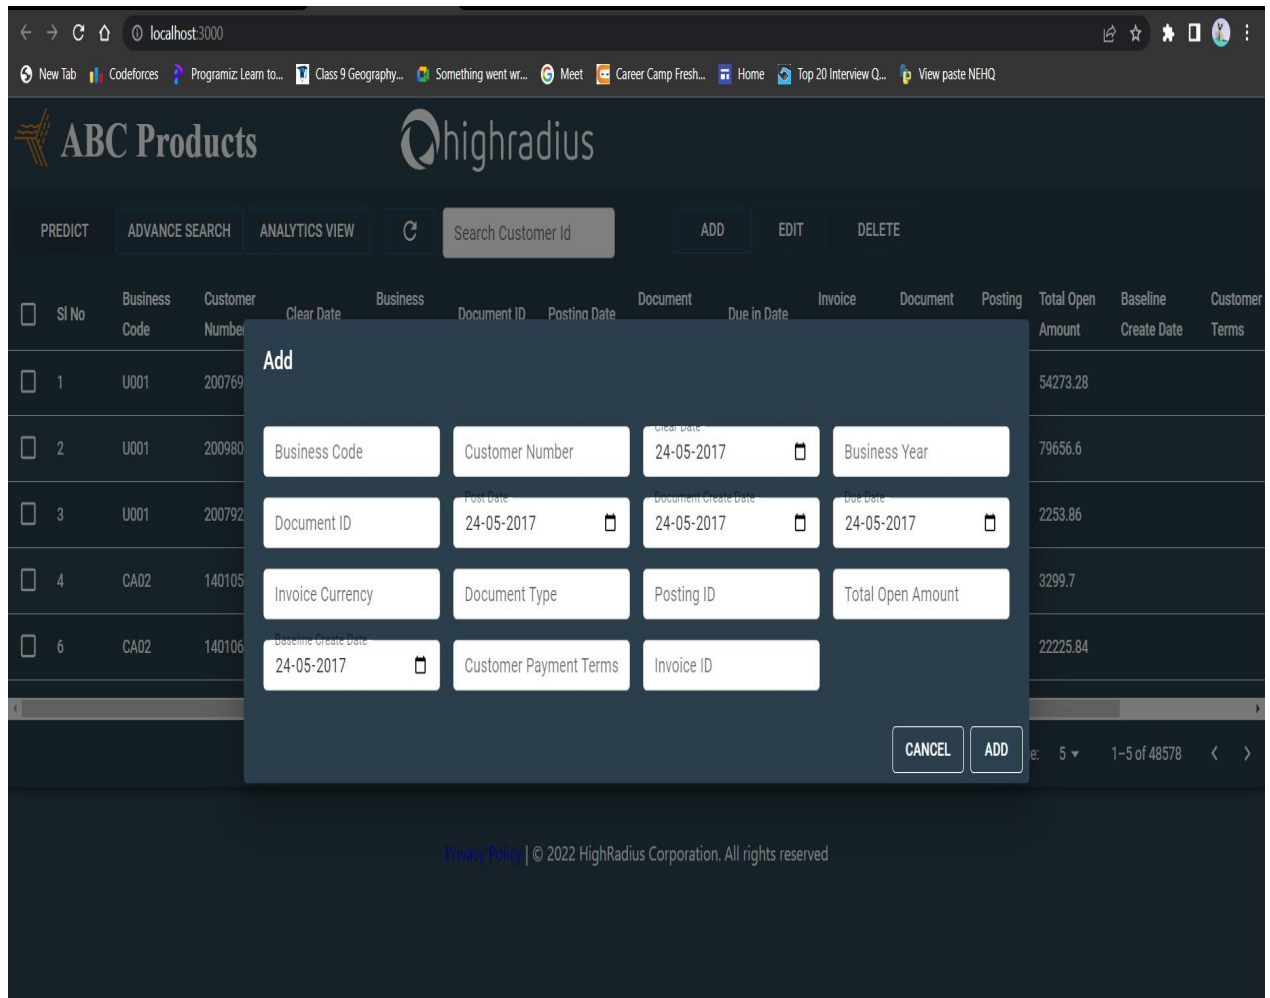 localhost:3000
New Tab Codeforces Programiz: Learn to... Class 9 Geography... Something went wr... Meet Career Camp Fresh... Home Top 20 Interview Q... View paste NEHQ
ABC Products highradius
PREDICT ADVANCE SEARCH ANALYTICS VIEW Search Customer Id ADD EDIT DELETE
Business Customer Business Document Invoice Document Posting Total Open Baseline Customer
Sl No Clear Date Document ID Posting Date Due in Date
Code Number Amount Create Date Terms
Add
1 U001 200769 54273.28
Clear Date
Business Code Customer Number 24-05-2017 Business Year
2 U001 200980 79656.6
Post Date Document Create Date Due Date
3 U001 200792 2253.86
Document ID 24-05-2017 24-05-2017 24-05-2017
4 CA02 140105 3299.7
Invoice Currency Document Type Posting ID Total Open Amount
Baseline Create Date
6 CA02 140106 22225.84
24-05-2017 Customer Payment Terms Invoice ID
CANCEL ADD
e: 5 1–5 of 48578
Privacy Policy | © 2022 HighRadius Corporation. All rights reserved